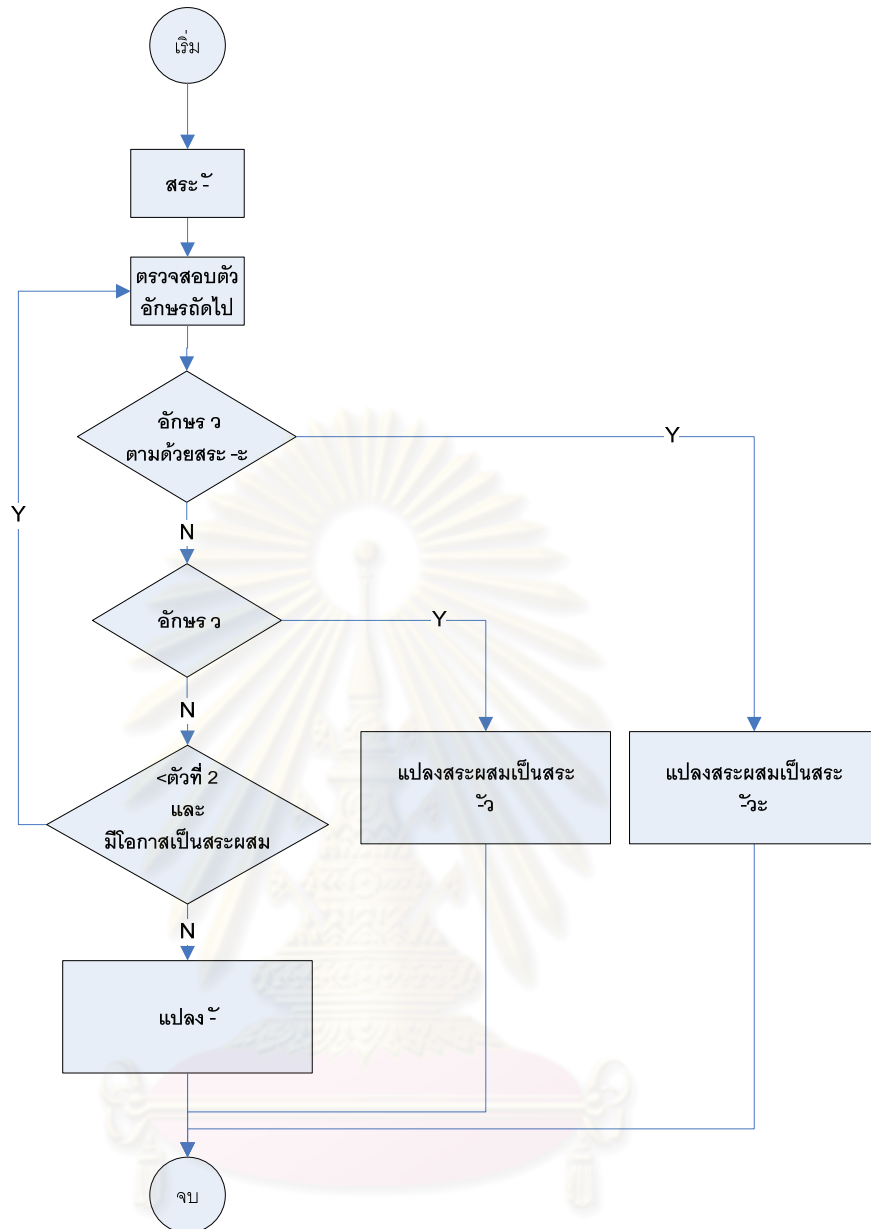 เริ่ม
สระ -ั
ตรวจสอบตัว
อักษรถัดไป
อักษร ว
ตามด้วยสระ -ะ
Y
Y
N
อักษร ว
Y
N
<ตัวที่ 2
และ
มีโอกาสเป็นสระผสม
แปลงสระผสมเป็นสระ
-ัว
แปลงสระผสมเป็นสระ
-ัวะ
N
แปลง -ั
จบ